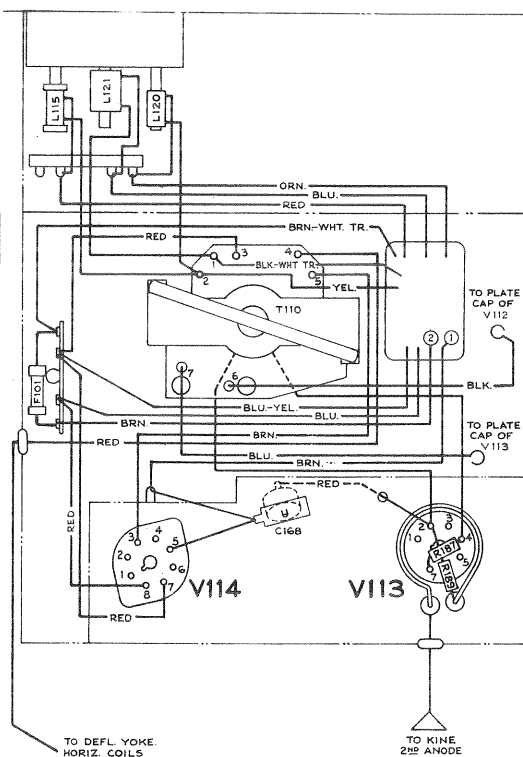 L115
L121
L120
ORN.
BLU.
RED
BRN-WHT. TR.
RED
1
3
4
BLK-WHT TR.
2
5
YEL.
T110
TO PLATE
CAP OF
V112
2
1
7
6
BLK.
F101
BLU-YEL.
BLU.
BRN.
TO PLATE
CAP OF
V113
BRN.
RED
BLU.
BRN.
RED
RED
C168
3
4
5
2
1
6
8
7
V114
RED
2
3
1
4
R187
5
7
R189
V113
TO DEFL. YOKE.
HORIZ. COILS
TO KINE
2ND ANODE